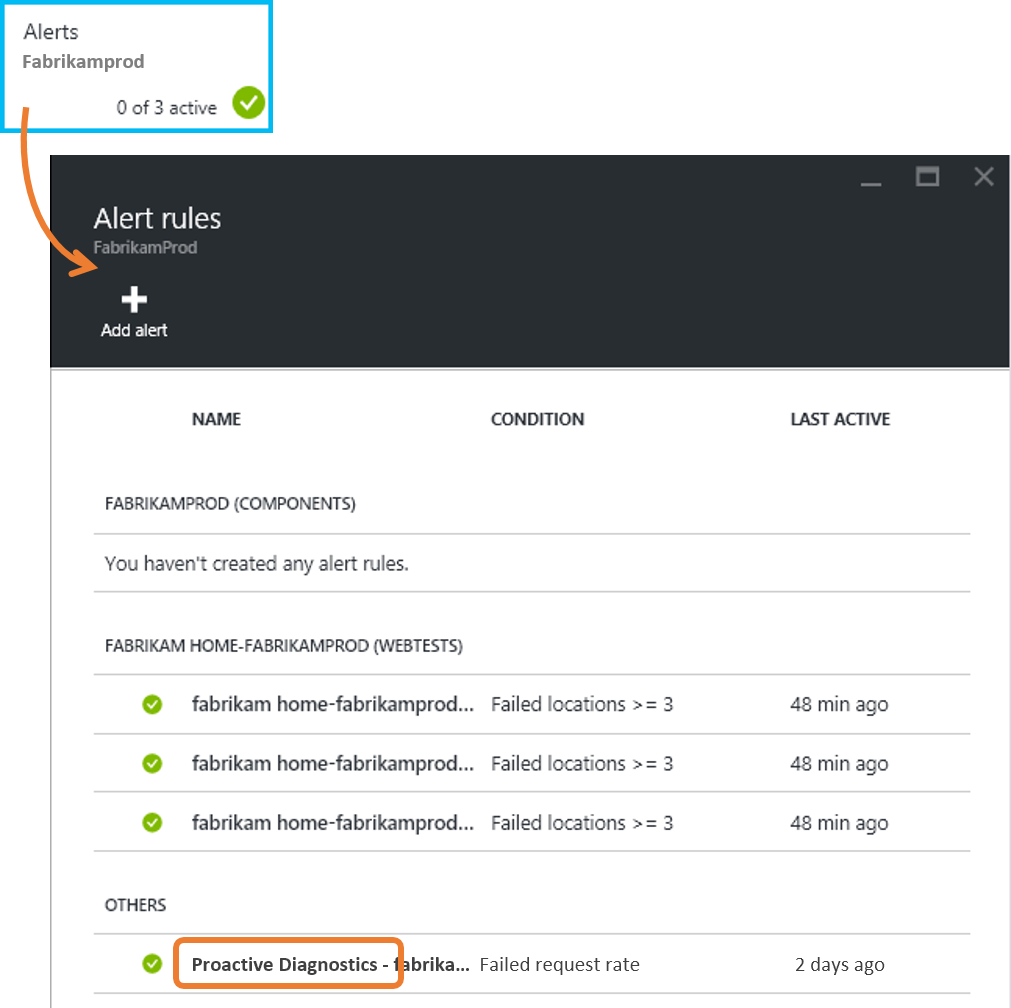 Alerts
Fabrikamprod
0 of 3 active
Alert rules
FabrikamProd
Add alert
NAME CONDITION LAST ACTIVE
FABRIKAMPROD (COMPONENTS)
You haven't created any alert rules.
FABRIKAM HOME-FABRIKAMPROD (WEBTESTS)
fabrikam home-fabrikamprod... Failed locations >= 3 48 min ago
fabrikam home-fabrikamprod... Failed locations >= 3 48 min ago
fabrikam home-fabrikamprod... Failed locations >= 3 48 min ago
OTHERS
Proactive Diagnostics - fabrika... Failed request rate 2 days ago